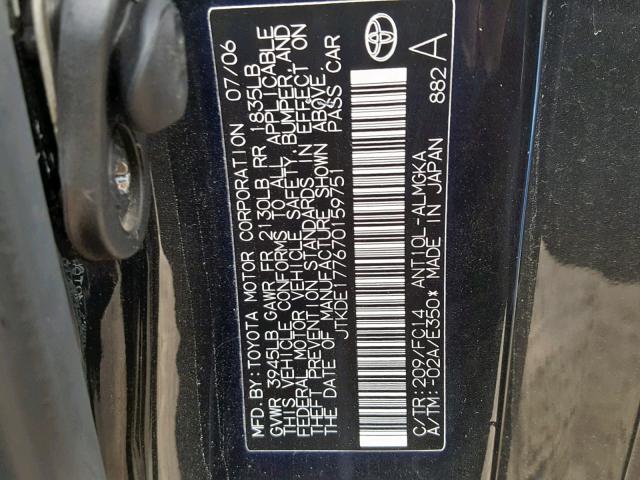 MFD.BY:TOYOTA MOTOR CORPORATION 07/06
GVWR 3945LB GAWR FR 2130LB RR 1835LB
THIS VEHICLE CONFORMS TO ALL APPLICABLE
FEDERAL MOTOR VEHICLE SAFETY, BUMPER, AND
THEFT PREVENTION STANDARDS IN EFFECT ON
THE DATE OF MANUFACTURE SHOWN ABOVE.
JTKDE177670159751 PASS CAR
C/TR:209/FC14 ANT10L-ALMGKA
A/TM:-02A/E350* MADE IN JAPAN
882 A